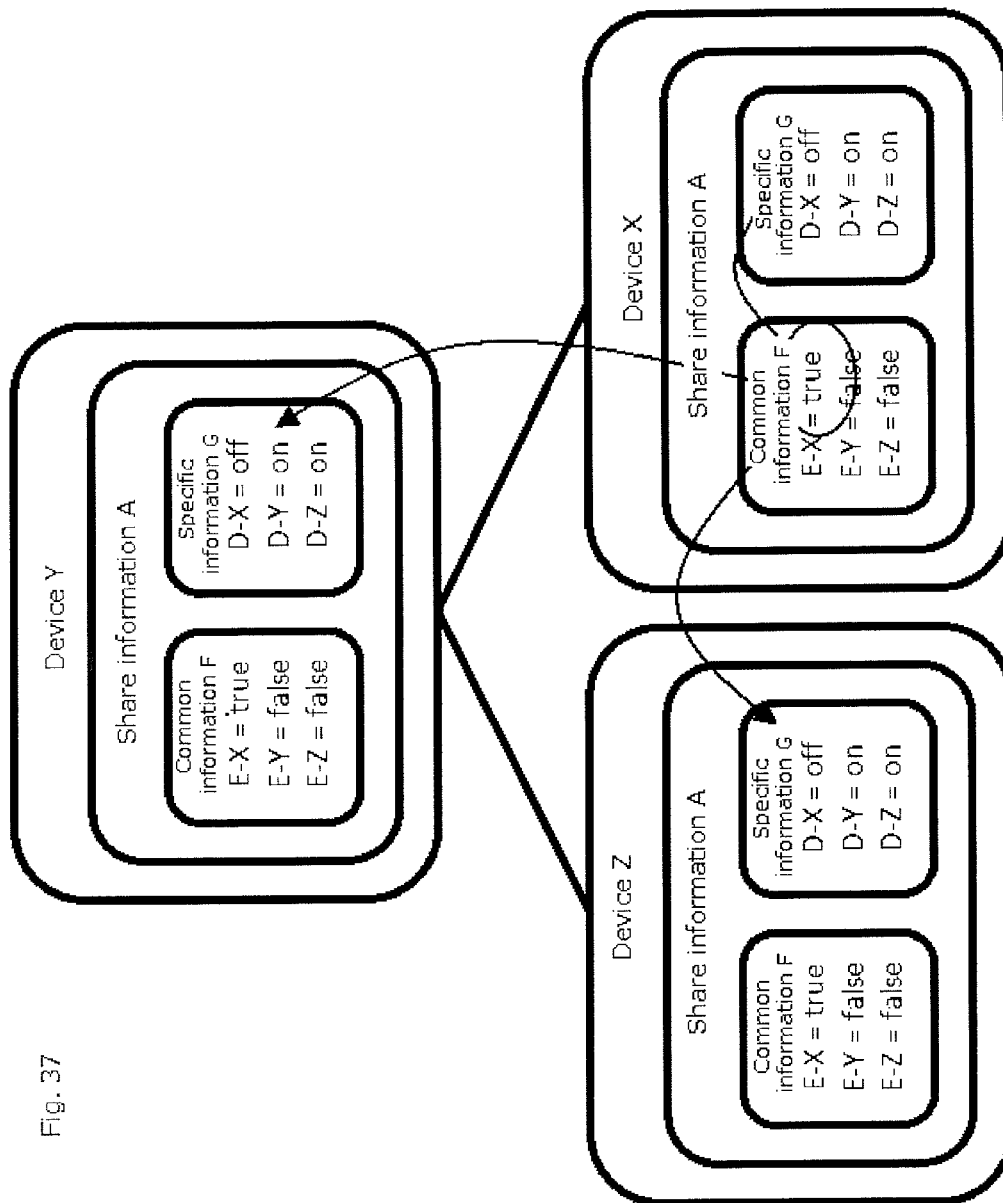 Fig. 37
Device Y
Share information A
Common
information F
E-X = true
E-Y = false
E-Z = false
Specific
information G
D-X = off
D-Y = on
D-Z = on
Device Z
Share information A
Common
information F
E-X = true
E-Y = false
E-Z = false
Specific
information G
D-X = off
D-Y = on
D-Z = on
Device X
Share information A
Common
information F
E-X = true
E-Y = false
E-Z = false
Specific
information G
D-X = off
D-Y = on
D-Z = on